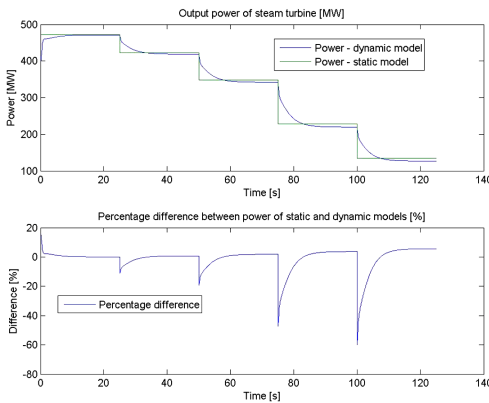 Output power of steam turbine [MW]
500
400
300
200
100
Power [MW]
Power - dynamic model
Power - static model
0 20 40 60 80 100 120 140
Time [s]
Percentage difference between power of static and dynamic models [%]
20
0
-20
-40
-60
-80
Difference [%]
Percentage difference
0 20 40 60 80 100 120 140
Time [s]